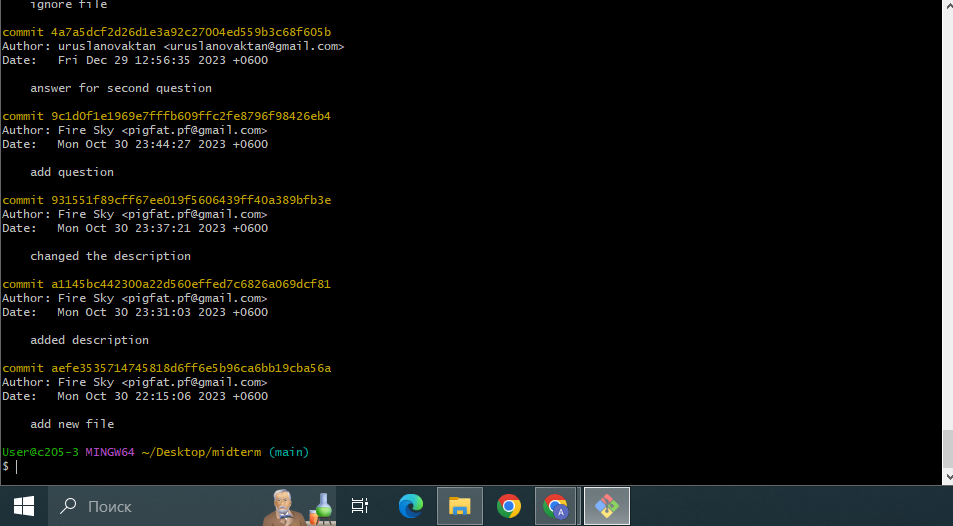 ignore file
commit 4a7a5dcf2d26d1e3a92c27004ed559b3c68f605b
Author: uruslanovaktan <uruslanovaktan@gmail.com>
Date:   Fri Dec 29 12:56:35 2023 +0600
answer for second question
commit 9c1d0f1e1969e7fffb609ffc2fe8796f98426eb4
Author: Fire Sky <pigfat.pf@gmail.com>
Date:   Mon Oct 30 23:44:27 2023 +0600
add question
commit 931551f89cff67ee019f5606439ff40a389bfb3e
Author: Fire Sky <pigfat.pf@gmail.com>
Date:   Mon Oct 30 23:37:21 2023 +0600
changed the description
commit a1145bc442300a22d560effed7c6826a069dcf81
Author: Fire Sky <pigfat.pf@gmail.com>
Date:   Mon Oct 30 23:31:03 2023 +0600
added description
commit aefe3535714745818d6ff6e5b96ca6bb19cba56a
Author: Fire Sky <pigfat.pf@gmail.com>
Date:   Mon Oct 30 22:15:06 2023 +0600
add new file
User@c205-3 MINGW64 ~/Desktop/midterm (main)
$
Поиск
A